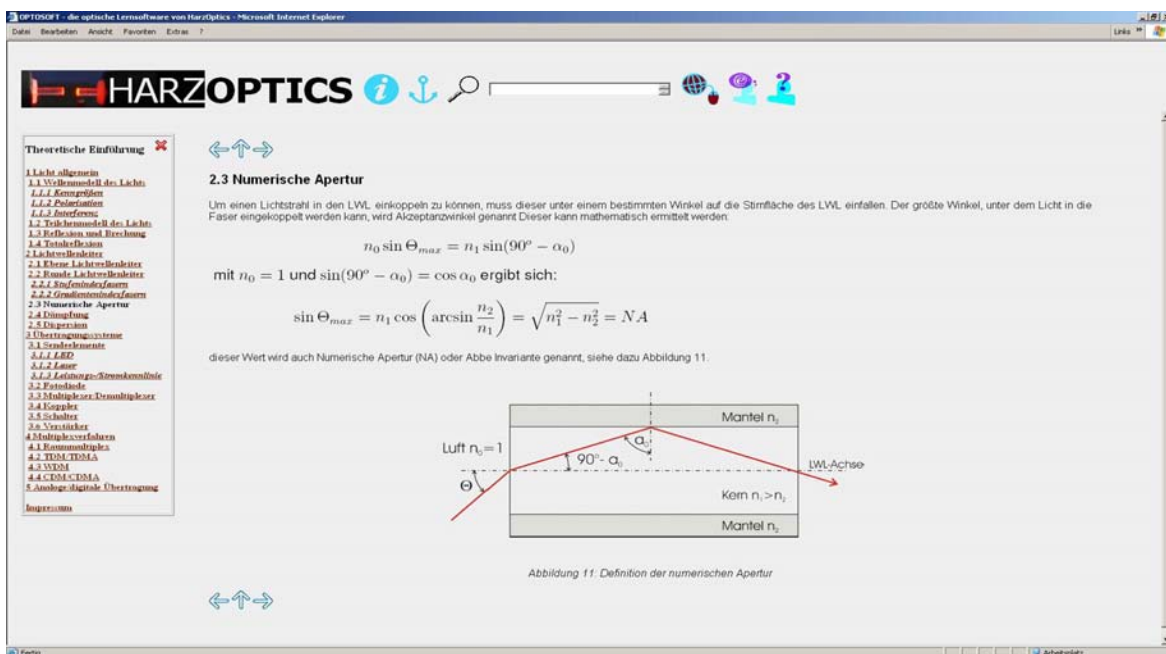 OPTOSOFT - die optische Lernsoftware von HarzOptics - Microsoft Internet Explorer
Datei Bearbeiten Ansicht Favoriten Extras ?
Links »
HARZOPTICS
Theoretische Einführung
1 Licht allgemein
1.1 Wellenmodell des Lichts
1.1.1 Kenngrößen
1.1.2 Polarisation
1.1.3 Interferenz
1.2 Teilchenmodell des Lichts
1.3 Reflexion und Brechung
1.4 Totalreflexion
2 Lichtwellenleiter
2.1 Ebene Lichtwellenleiter
2.2 Runde Lichtwellenleiter
2.2.1 Stufenindexfasern
2.2.2 Gradientenindexfasern
2.3 Numerische Apertur
2.4 Dämpfung
2.5 Dispersion
3 Übertragungssysteme
3.1 Sendeelemente
3.1.1 LED
3.1.2 Laser
3.1.3 Leistungs-/Stromkennlinie
3.2 Fotodiode
3.3 Multiplexer/Demultiplexer
3.4 Koppler
3.5 Schalter
3.6 Verstärker
4 Multiplexverfahren
4.1 Raummultiplex
4.2 TDM/TDMA
4.3 WDM
4.4 CDM/CDMA
5 Analoge/digitale Übertragung
Impressum
2.3 Numerische Apertur
Um einen Lichtstrahl in den LWL einkoppeln zu können, muss dieser unter einem bestimmten Winkel auf die Stirnfläche des LWL einfallen. Der größte Winkel, unter dem Licht in die
Faser eingekoppelt werden kann, wird Akzeptanzwinkel genannt Dieser kann mathematisch ermittelt werden:
n₀ sin Θₘₐₓ = n₁ sin(90° − α₀)
mit n₀ = 1 und sin(90° − α₀) = cos α₀ ergibt sich:
sin Θₘₐₓ = n₁ cos (arcsin n₂/n₁) = √(n₁² − n₂²) = NA
dieser Wert wird auch Numerische Apertur (NA) oder Abbe Invariante genannt, siehe dazu Abbildung 11.
Mantel n₂
Luft n₀=1
α₀
90°- α₀
LWL-Achse
Θ
Kern n₁>n₂
Mantel n₂
Abbildung 11: Definition der numerischen Apertur
Fertig
Arbeitsplatz